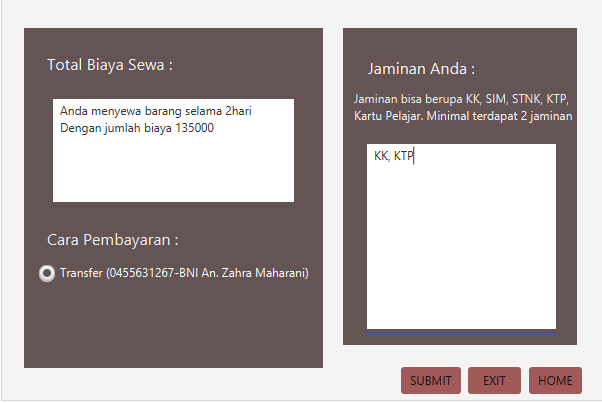 Total Biaya Sewa :
Anda menyewa barang selama 2hari
Dengan jumlah biaya 135000
Cara Pembayaran :
Transfer (0455631267-BNI An. Zahra Maharani)
Jaminan Anda :
Jaminan bisa berupa KK, SIM, STNK, KTP,
Kartu Pelajar. Minimal terdapat 2 jaminan
KK, KTP
SUBMIT EXIT HOME